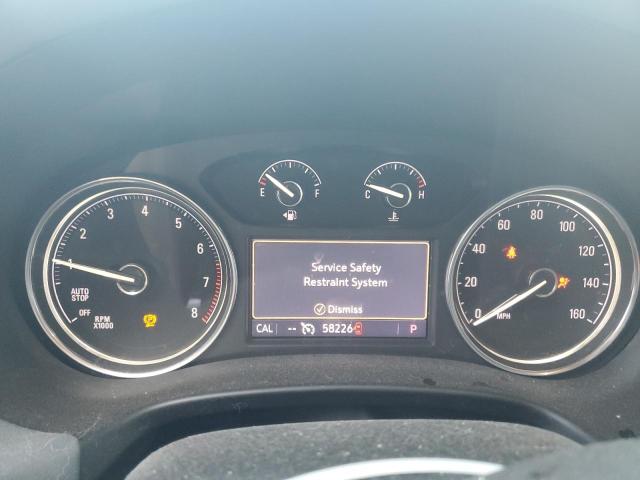 E F
C H
1 2 3 4 5 6 7 8
AUTO
STOP
OFF
RPM
X1000
Service Safety
Restraint System
Dismiss
CAL -- 58226 P
0 20 40 60 80 100 120 140 160
MPH